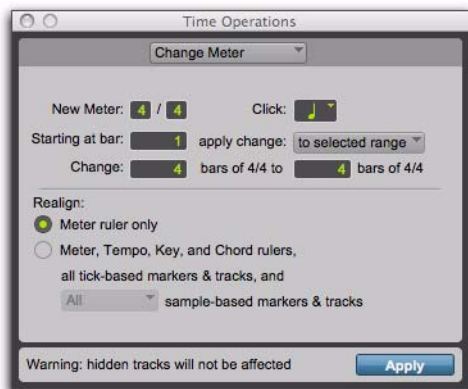 Time Operations
Change Meter
New Meter: 4 / 4 Click:
Starting at bar: 1 apply change: to selected range
Change: 4 bars of 4/4 to 4 bars of 4/4
Realign:
Meter ruler only
Meter, Tempo, Key, and Chord rulers,
all tick-based markers & tracks, and
All sample-based markers & tracks
Warning: hidden tracks will not be affected Apply